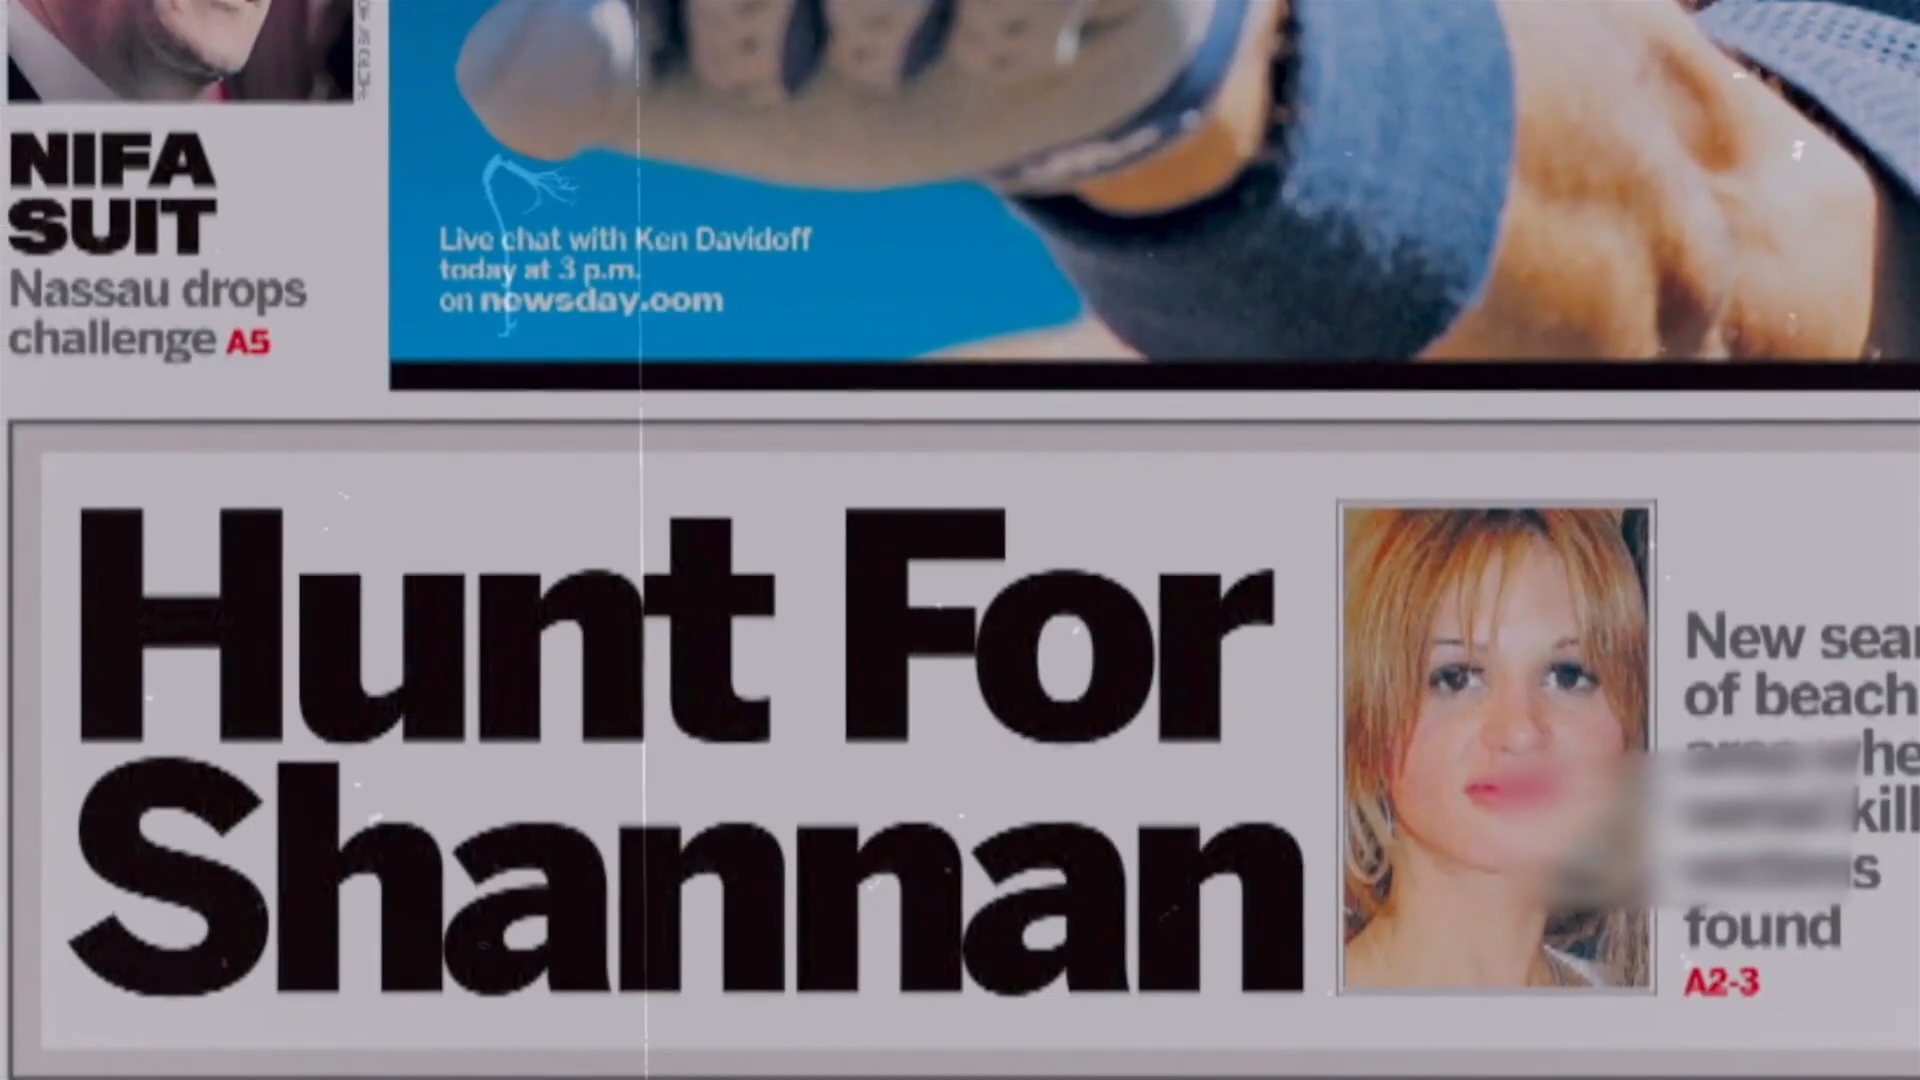 NIFA
SUIT
Nassau drops
challenge A5
Live chat with Ken Davidoff
today at 3 p.m.
on newsday.com
Hunt For
Shannan
New sear
of beach
he
kill
s
found
A2-3